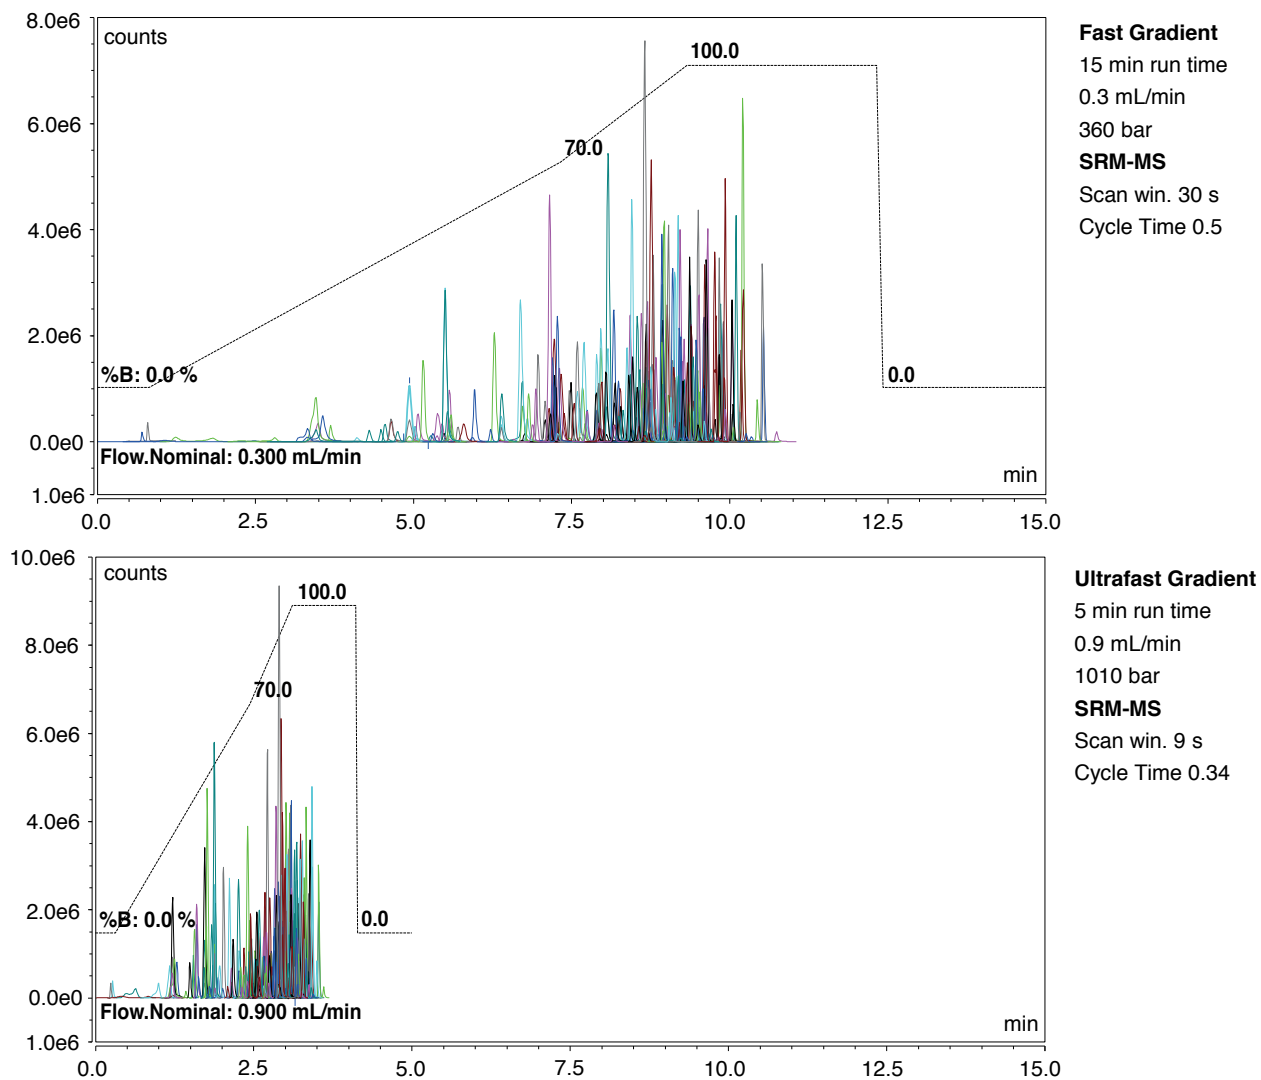 8.0e6
counts
100.0
6.0e6
70.0
4.0e6
2.0e6
%B: 0.0 %
0.0
0.0e0
Flow.Nominal: 0.300 mL/min
min
1.0e6
0.0 2.5 5.0 7.5 10.0 12.5 15.0
Fast Gradient
15 min run time
0.3 mL/min
360 bar
SRM-MS
Scan win. 30 s
Cycle Time 0.5
10.0e6
counts
100.0
8.0e6
70.0
6.0e6
4.0e6
2.0e6
%B: 0.0 %
0.0
0.0e0
Flow.Nominal: 0.900 mL/min
min
1.0e6
0.0 2.5 5.0 7.5 10.0 12.5 15.0
Ultrafast Gradient
5 min run time
0.9 mL/min
1010 bar
SRM-MS
Scan win. 9 s
Cycle Time 0.34